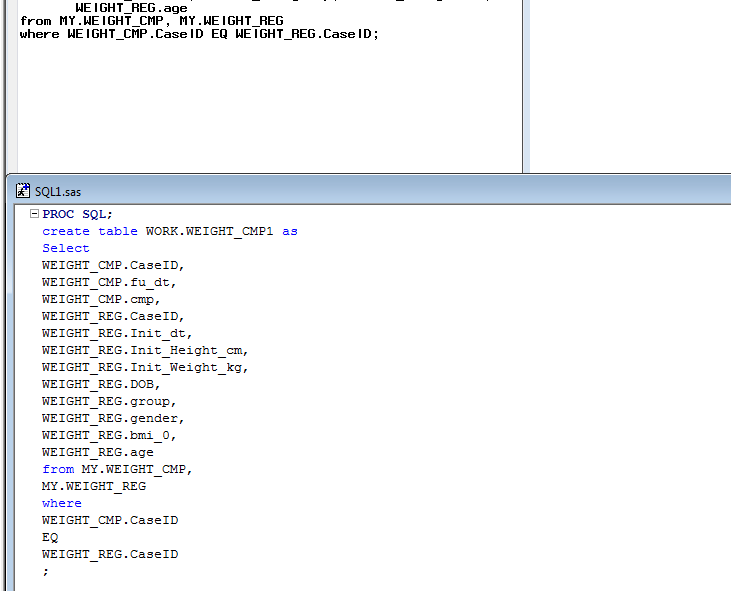 WEIGHT_REG.age
from MY.WEIGHT_CMP, MY.WEIGHT_REG
where WEIGHT_CMP.CaseID EQ WEIGHT_REG.CaseID;
SQL1.sas
PROC SQL;
create table WORK.WEIGHT_CMP1 as
Select
WEIGHT_CMP.CaseID,
WEIGHT_CMP.fu_dt,
WEIGHT_CMP.cmp,
WEIGHT_REG.CaseID,
WEIGHT_REG.Init_dt,
WEIGHT_REG.Init_Height_cm,
WEIGHT_REG.Init_Weight_kg,
WEIGHT_REG.DOB,
WEIGHT_REG.group,
WEIGHT_REG.gender,
WEIGHT_REG.bmi_0,
WEIGHT_REG.age
from MY.WEIGHT_CMP,
MY.WEIGHT_REG
where
WEIGHT_CMP.CaseID
EQ
WEIGHT_REG.CaseID
;